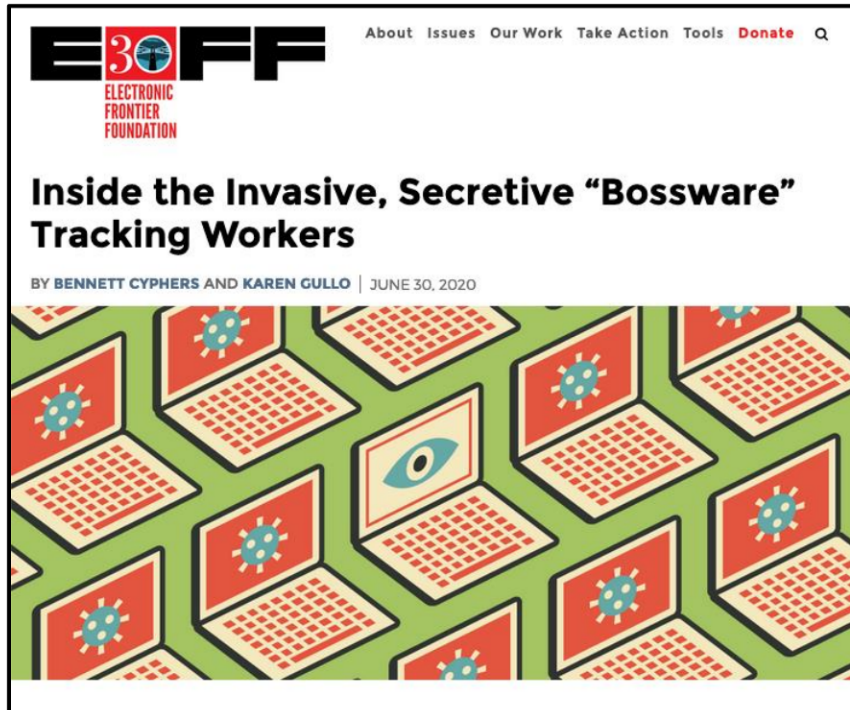 EFF
30
ELECTRONIC
FRONTIER
FOUNDATION
About Issues Our Work Take Action Tools Donate
Inside the Invasive, Secretive “Bossware”
Tracking Workers
BY BENNETT CYPHERS AND KAREN GULLO | JUNE 30, 2020